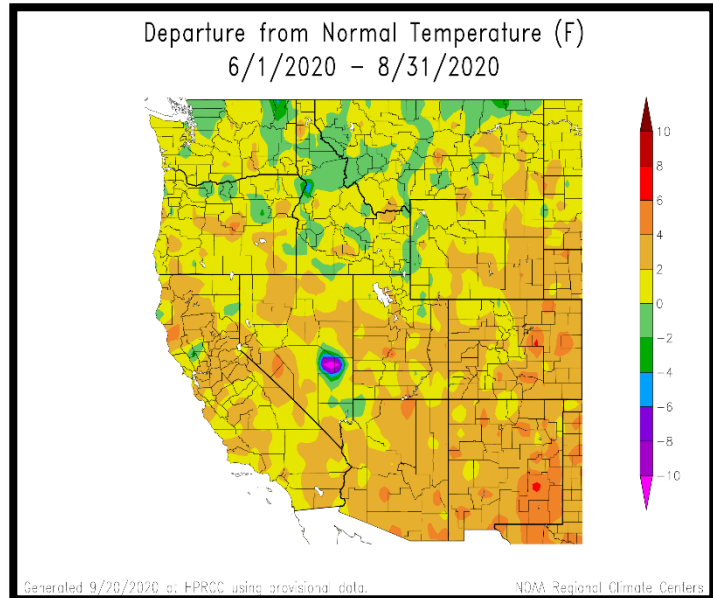 Departure from Normal Temperature (F)
6/1/2020 – 8/31/2020
10
8
6
4
2
0
−2
−4
−6
−8
−10
Generated 9/20/2020 at HPRCC using provisional data.
NOAA Regional Climate Centers